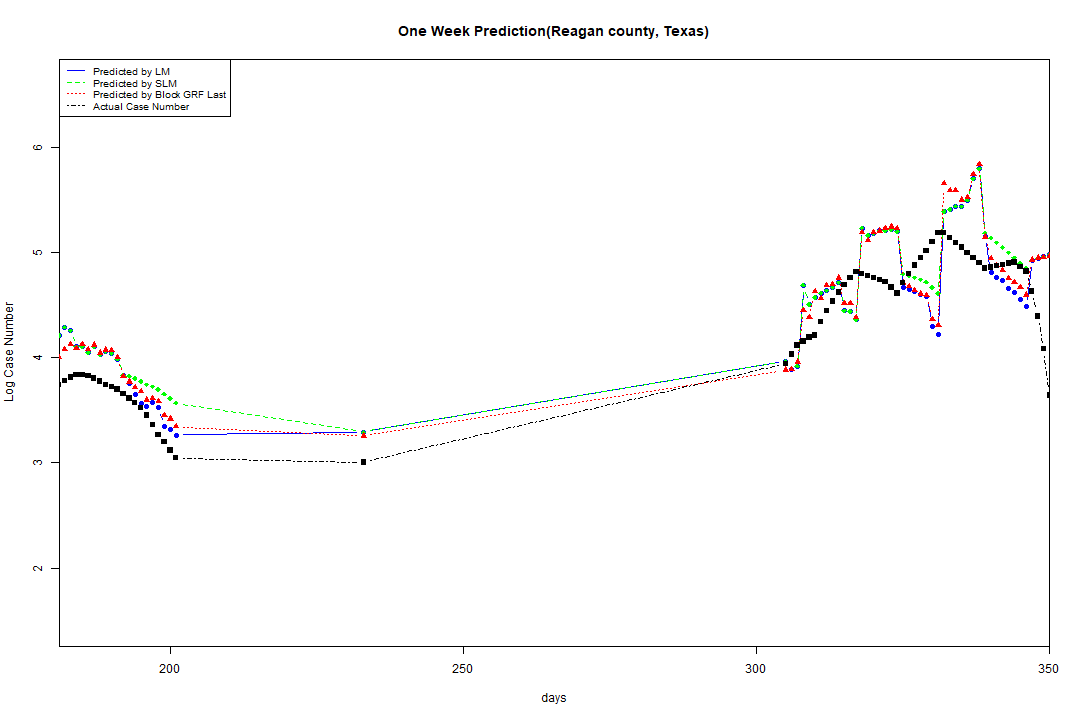 One Week Prediction(Reagan county, Texas)
Predicted by LM
Predicted by SLM
Predicted by Block GRF Last
Actual Case Number
6
5
4
3
2
Log Case Number
200 250 300 350
days